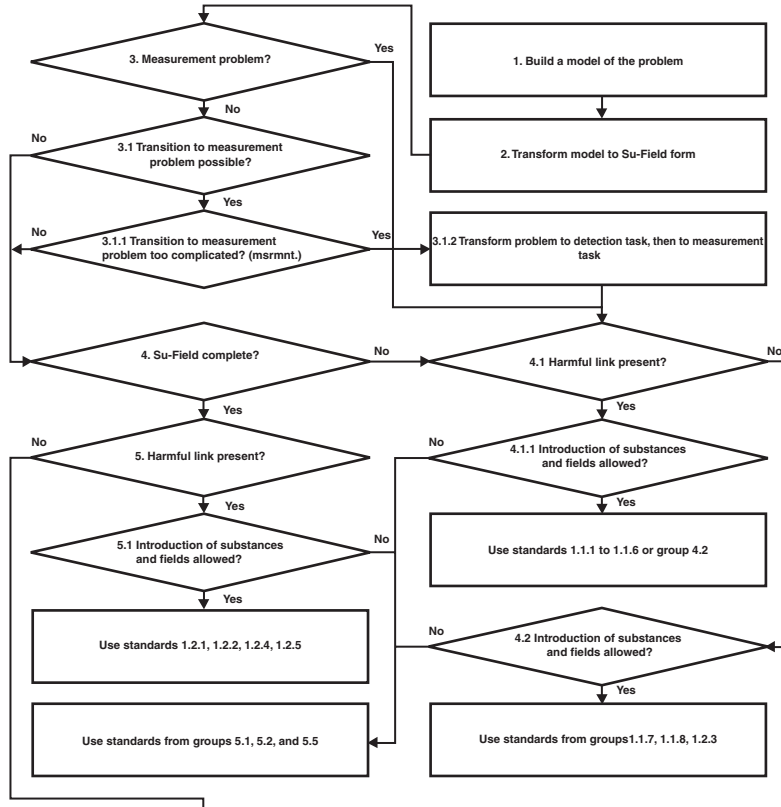 3. Measurement problem?
Yes
No
1. Build a model of the problem
2. Transform model to Su-Field form
No
3.1 Transition to measurement
problem possible?
Yes
No
3.1.1 Transition to measurement
problem too complicated? (msrmnt.)
Yes
3.1.2 Transform problem to detection task, then to measurement
task
4. Su-Field complete?
No
Yes
4.1 Harmful link present?
No
Yes
No
5. Harmful link present?
Yes
No
4.1.1 Introduction of substances
and fields allowed?
Yes
5.1 Introduction of substances
and fields allowed?
No
Yes
Use standards 1.1.1 to 1.1.6 or group 4.2
Use standards 1.2.1, 1.2.2, 1.2.4, 1.2.5
No
4.2 Introduction of substances
and fields allowed?
Yes
Use standards from groups 5.1, 5.2, and 5.5
Use standards from groups1.1.7, 1.1.8, 1.2.3